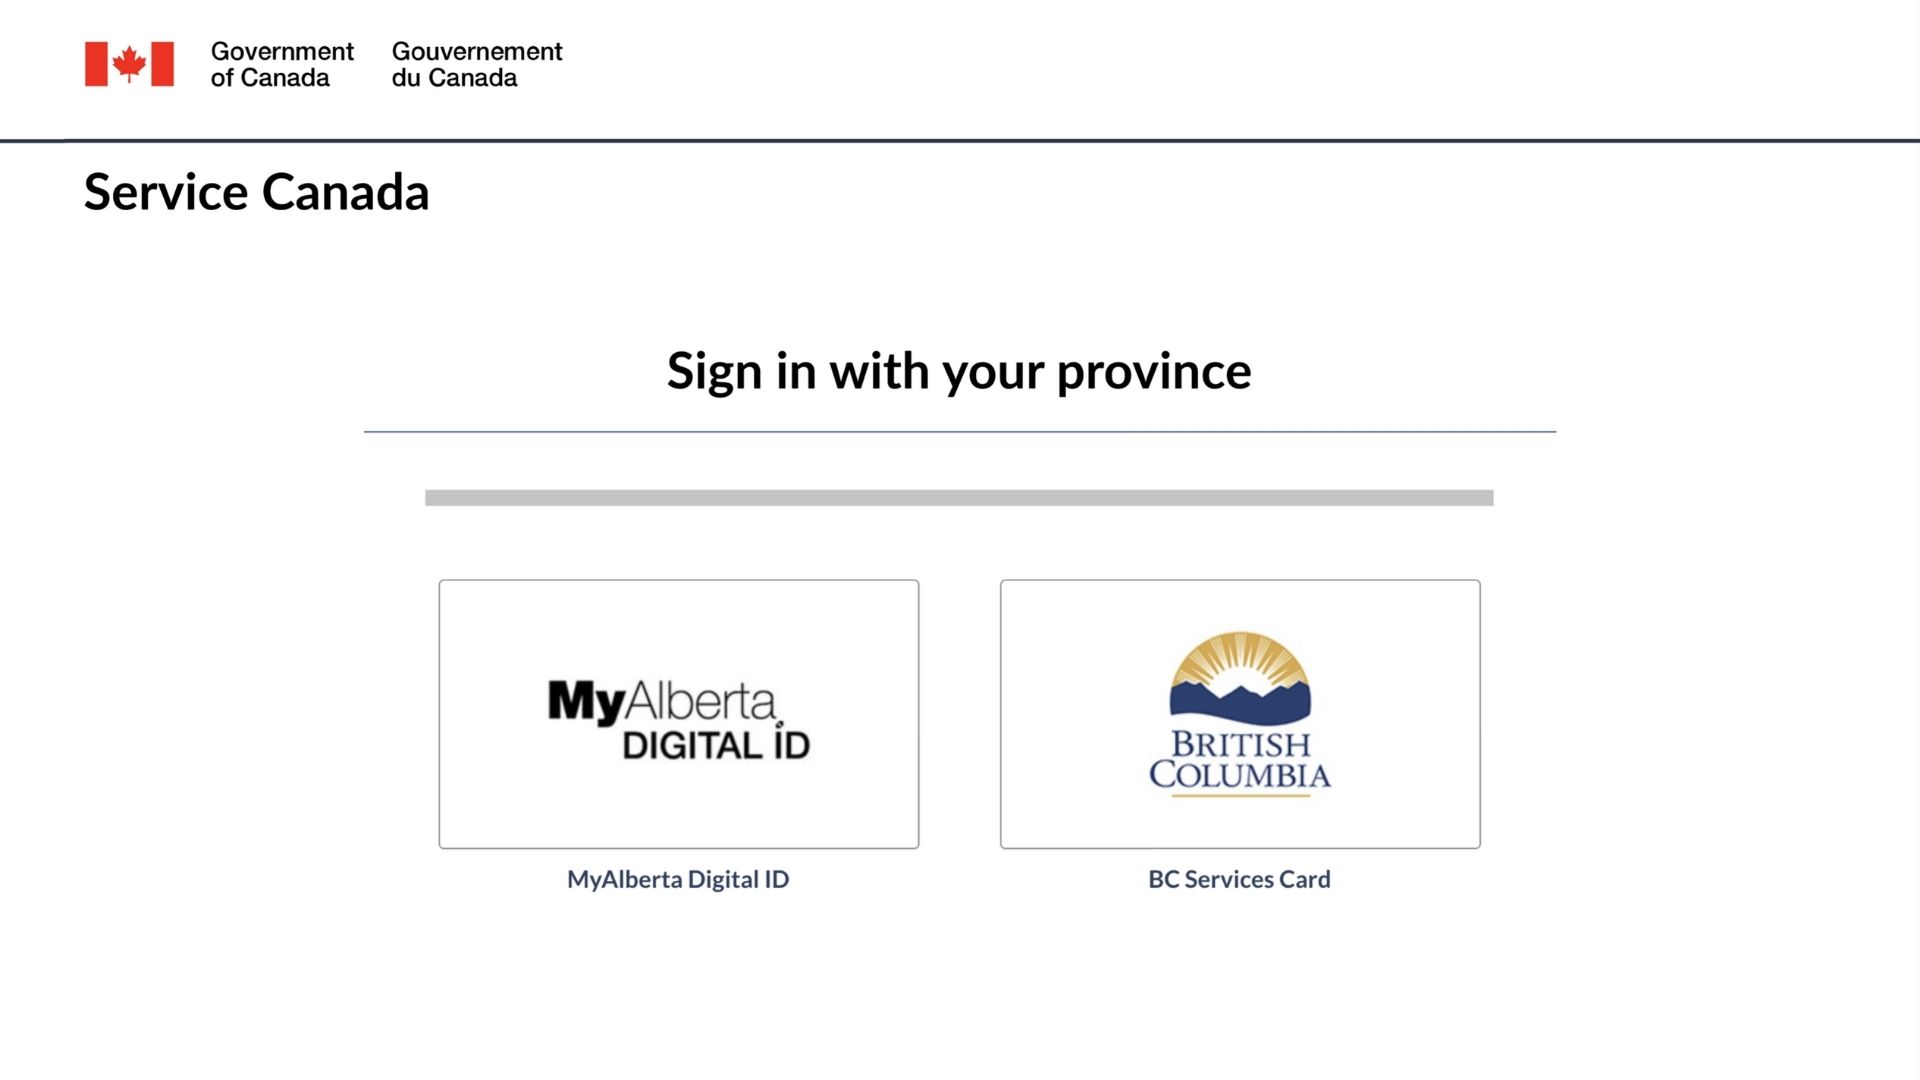 Government
of Canada
Gouvernement
du Canada
Service Canada
Sign in with your province
MyAlberta
DIGITAL ID
BRITISH
COLUMBIA
MyAlberta Digital ID
BC Services Card